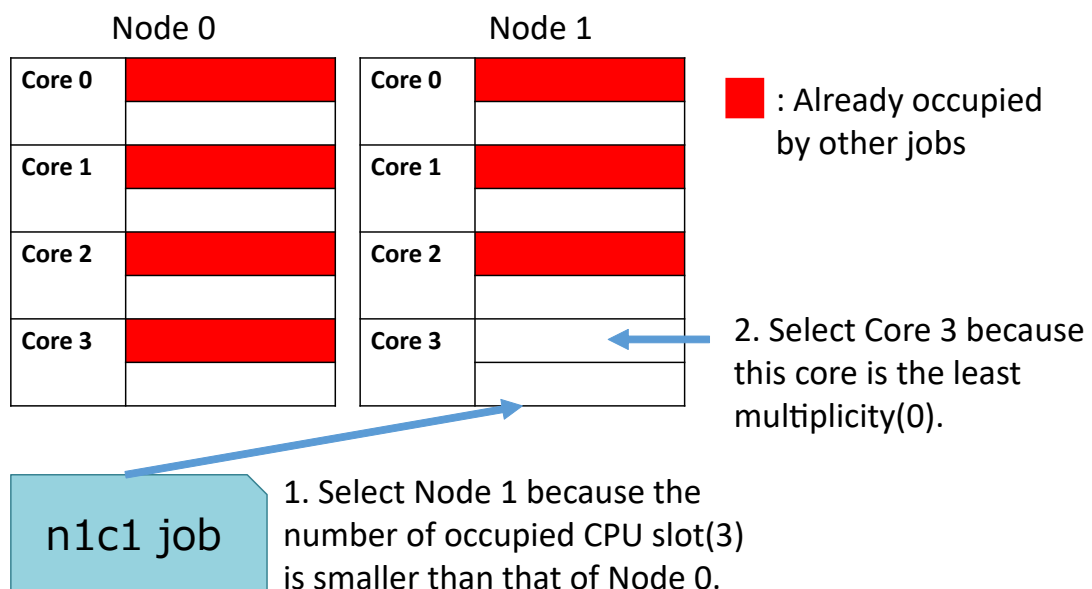 Node 0
Node 1
Core 0
Core 0
Core 1
Core 1
Core 2
Core 2
Core 3
Core 3
: Already occupied
by other jobs
2. Select Core 3 because
this core is the least
multiplicity(0).
n1c1 job
1. Select Node 1 because the
number of occupied CPU slot(3)
is smaller than that of Node 0.